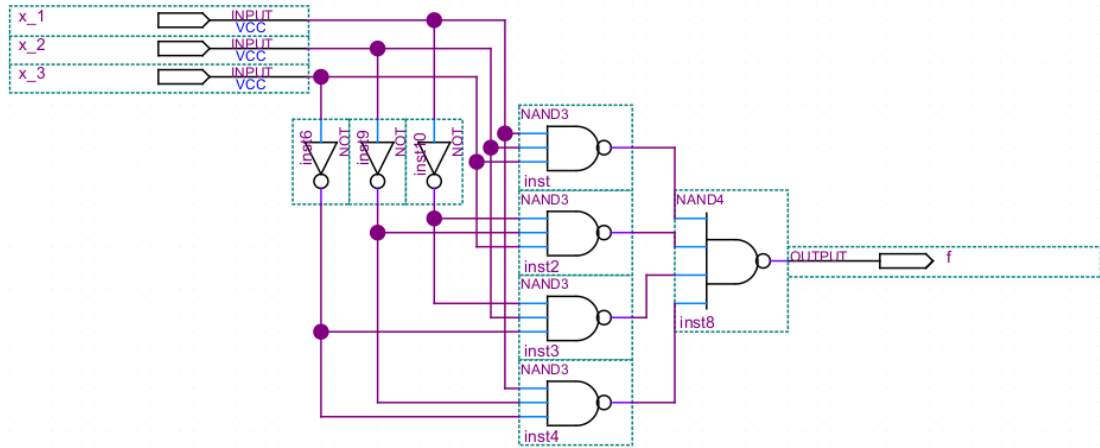 x_1 INPUT
VCC
x_2 INPUT
VCC
x_3 INPUT
VCC
inst6 NOT
inst9 NOT
inst10 NOT
NAND3
inst
NAND3
inst2
NAND3
inst3
NAND3
inst4
NAND4
inst8
OUTPUT f